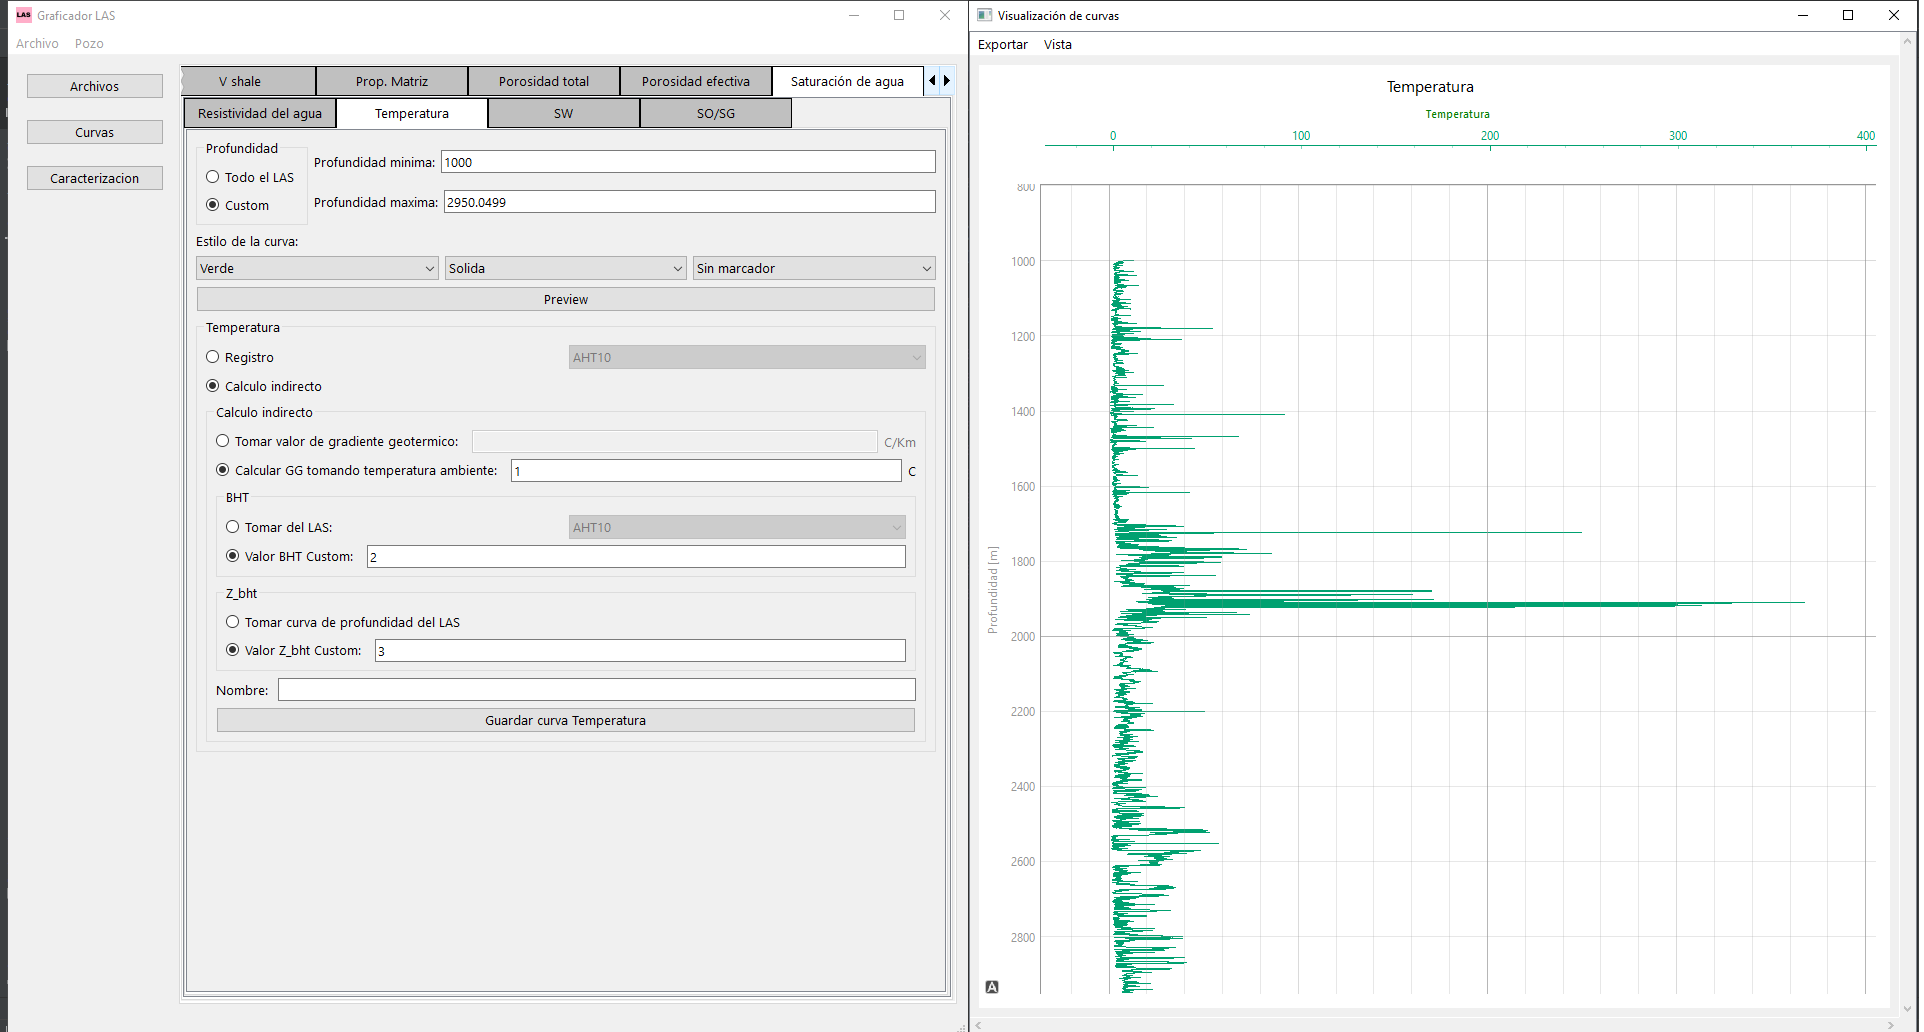 LAS Graficador LAS
Archivo Pozo
Archivos
Curvas
Caracterizacion
V shale Prop. Matriz Porosidad total Porosidad efectiva Saturación de agua
Resistividad del agua Temperatura SW SO/SG
Profundidad
Todo el LAS
Custom
Profundidad minima: 1000
Profundidad maxima: 2950.0499
Estilo de la curva:
Verde Solida Sin marcador
Preview
Temperatura
Registro AHT10
Calculo indirecto
Calculo indirecto
Tomar valor de gradiente geotermico: C/Km
Calcular GG tomando temperatura ambiente: 1 C
BHT
Tomar del LAS: AHT10
Valor BHT Custom: 2
Z_bht
Tomar curva de profundidad del LAS
Valor Z_bht Custom: 3
Nombre:
Guardar curva Temperatura
Visualización de curvas
Exportar Vista
Temperatura
Temperatura
0 100 200 300 400
800
1000
1200
1400
1600
1800
2000
2200
2400
2600
2800
Profundidad [m]
A